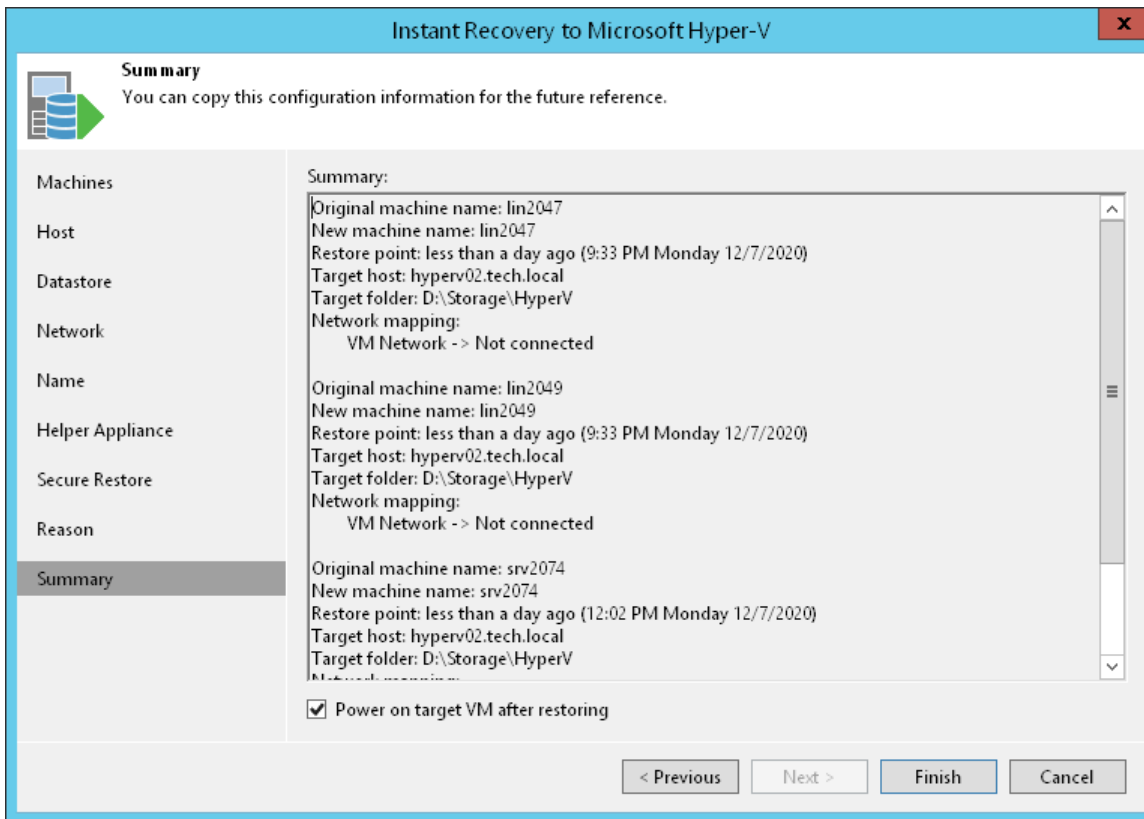 Instant Recovery to Microsoft Hyper-V
x
Summary
You can copy this configuration information for the future reference.
Machines
Host
Datastore
Network
Name
Helper Appliance
Secure Restore
Reason
Summary
Summary:
Original machine name: lin2047
New machine name: lin2047
Restore point: less than a day ago (9:33 PM Monday 12/7/2020)
Target host: hyperv02.tech.local
Target folder: D:\Storage\HyperV
Network mapping:
VM Network -> Not connected
Original machine name: lin2049
New machine name: lin2049
Restore point: less than a day ago (9:33 PM Monday 12/7/2020)
Target host: hyperv02.tech.local
Target folder: D:\Storage\HyperV
Network mapping:
VM Network -> Not connected
Original machine name: srv2074
New machine name: srv2074
Restore point: less than a day ago (12:02 PM Monday 12/7/2020)
Target host: hyperv02.tech.local
Target folder: D:\Storage\HyperV
Network mapping:
Power on target VM after restoring
< Previous
Next >
Finish
Cancel